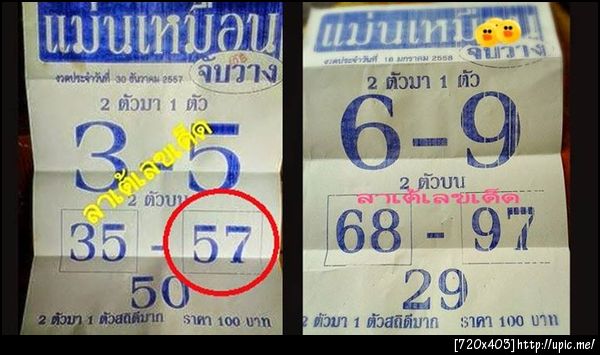 แม่นเหมือน
จับวาง
งวดประจำวันที่ 30 ธันวาคม 2557
2 ตัวมา 1 ตัว
3-5
ลาเต้เลขเด็ด
2 ตัวบน
35 - 57
50
2 ตัวมา 1 ตัวสถิติดีมาก ราคา 100 บาท
แม่นเหมือน
จับวาง
งวดประจำวันที่ 16 มกราคม 2558
2 ตัวมา 1 ตัว
6-9
2 ตัวบน
ลาเต้เลขเด็ด
68 - 97
29
2 ตัวมา 1 ตัวสถิติดีมาก ราคา 100 บาท
[720x403]http://upic.me/